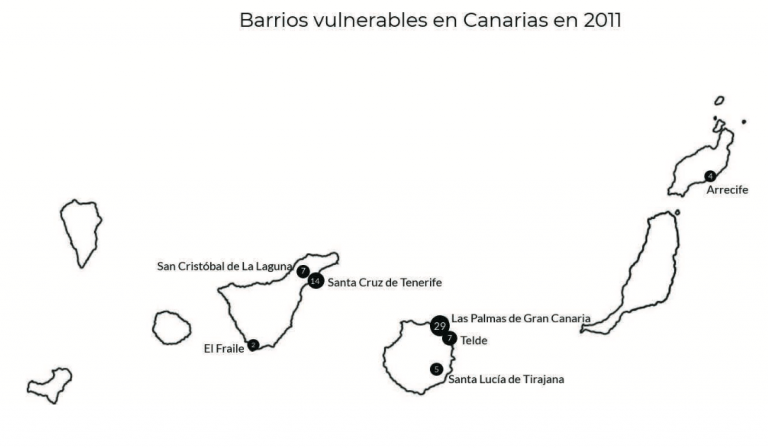 Barrios vulnerables en Canarias en 2011
4
Arrecife
San Cristóbal de La Laguna
7
14
Santa Cruz de Tenerife
El Fraile
2
29
Las Palmas de Gran Canaria
7
Telde
5
Santa Lucía de Tirajana